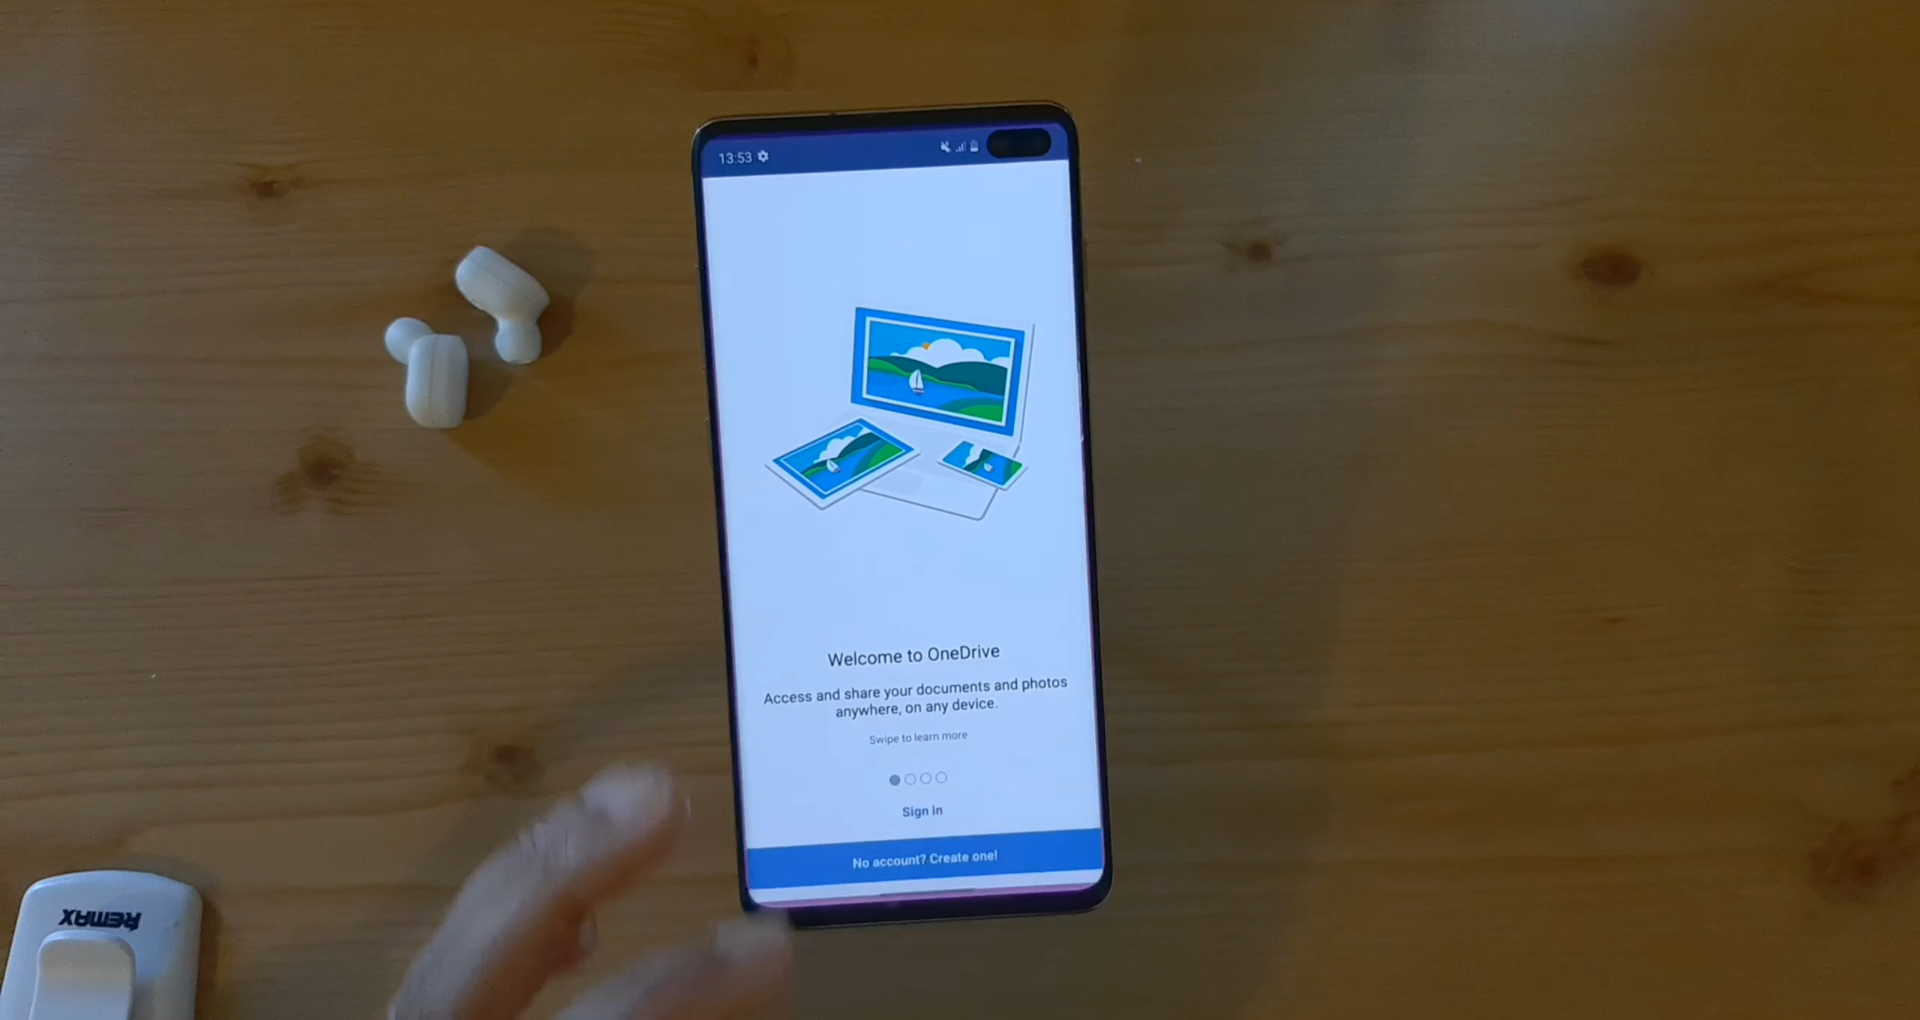 13:53
Welcome to OneDrive
Access and share your documents and photos
anywhere, on any device.
Swipe to learn more
Sign in
No account? Create one!
REMAX